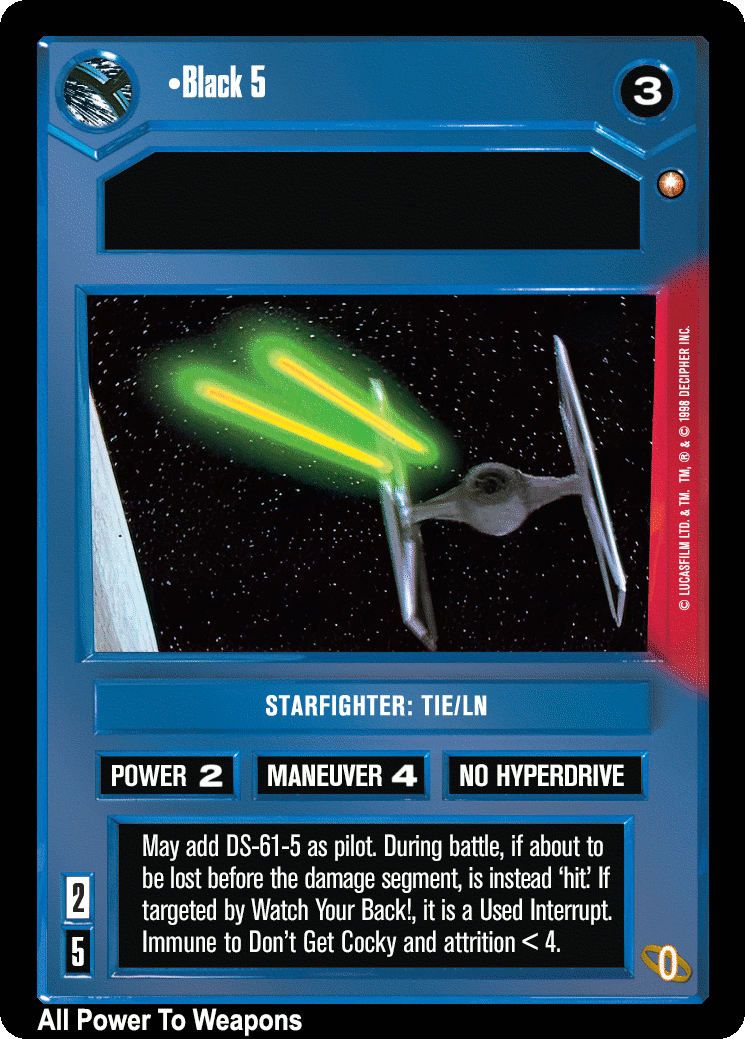 •Black 5
3
© LUCASFILM LTD. & TM. TM, ® & © 1998 DECIPHER INC.
STARFIGHTER: TIE/LN
POWER 2
MANEUVER 4
NO HYPERDRIVE
May add DS-61-5 as pilot. During battle, if about to
be lost before the damage segment, is instead ‘hit.’ If
targeted by Watch Your Back!, it is a Used Interrupt.
Immune to Don’t Get Cocky and attrition < 4.
2
5
0
All Power To Weapons